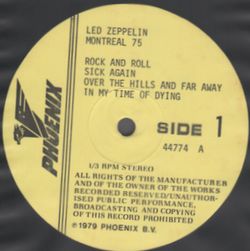 LED ZEPPELIN
MONTREAL 75
ROCK AND ROLL
SICK AGAIN
OVER THE HILLS AND FAR AWAY
IN MY TIME OF DYING
PHOENIX
SIDE 1
44774 A
1/3 RPM STEREO
ALL RIGHTS OF THE MANUFACTURER
AND OF THE OWNER OF THE WORKS
RECORDED RESERVED/UNAUTHOR-
ISED PUBLIC PERFORMANCE,
BROADCASTING AND COPYING
OF THIS RECORD PROHIBITED
©1979 PHOENIX B.V.